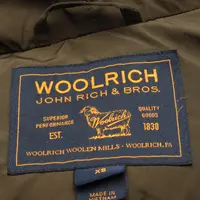 WOOLRICH
JOHN RICH & BROS.
SUPERIOR PERFORMANCE
Woolrich
QUALITY GOODS
EST.
1830
WOOLRICH WOOLEN MILLS · WOOLRICH, PA
XS
MADE IN
VIETNAM